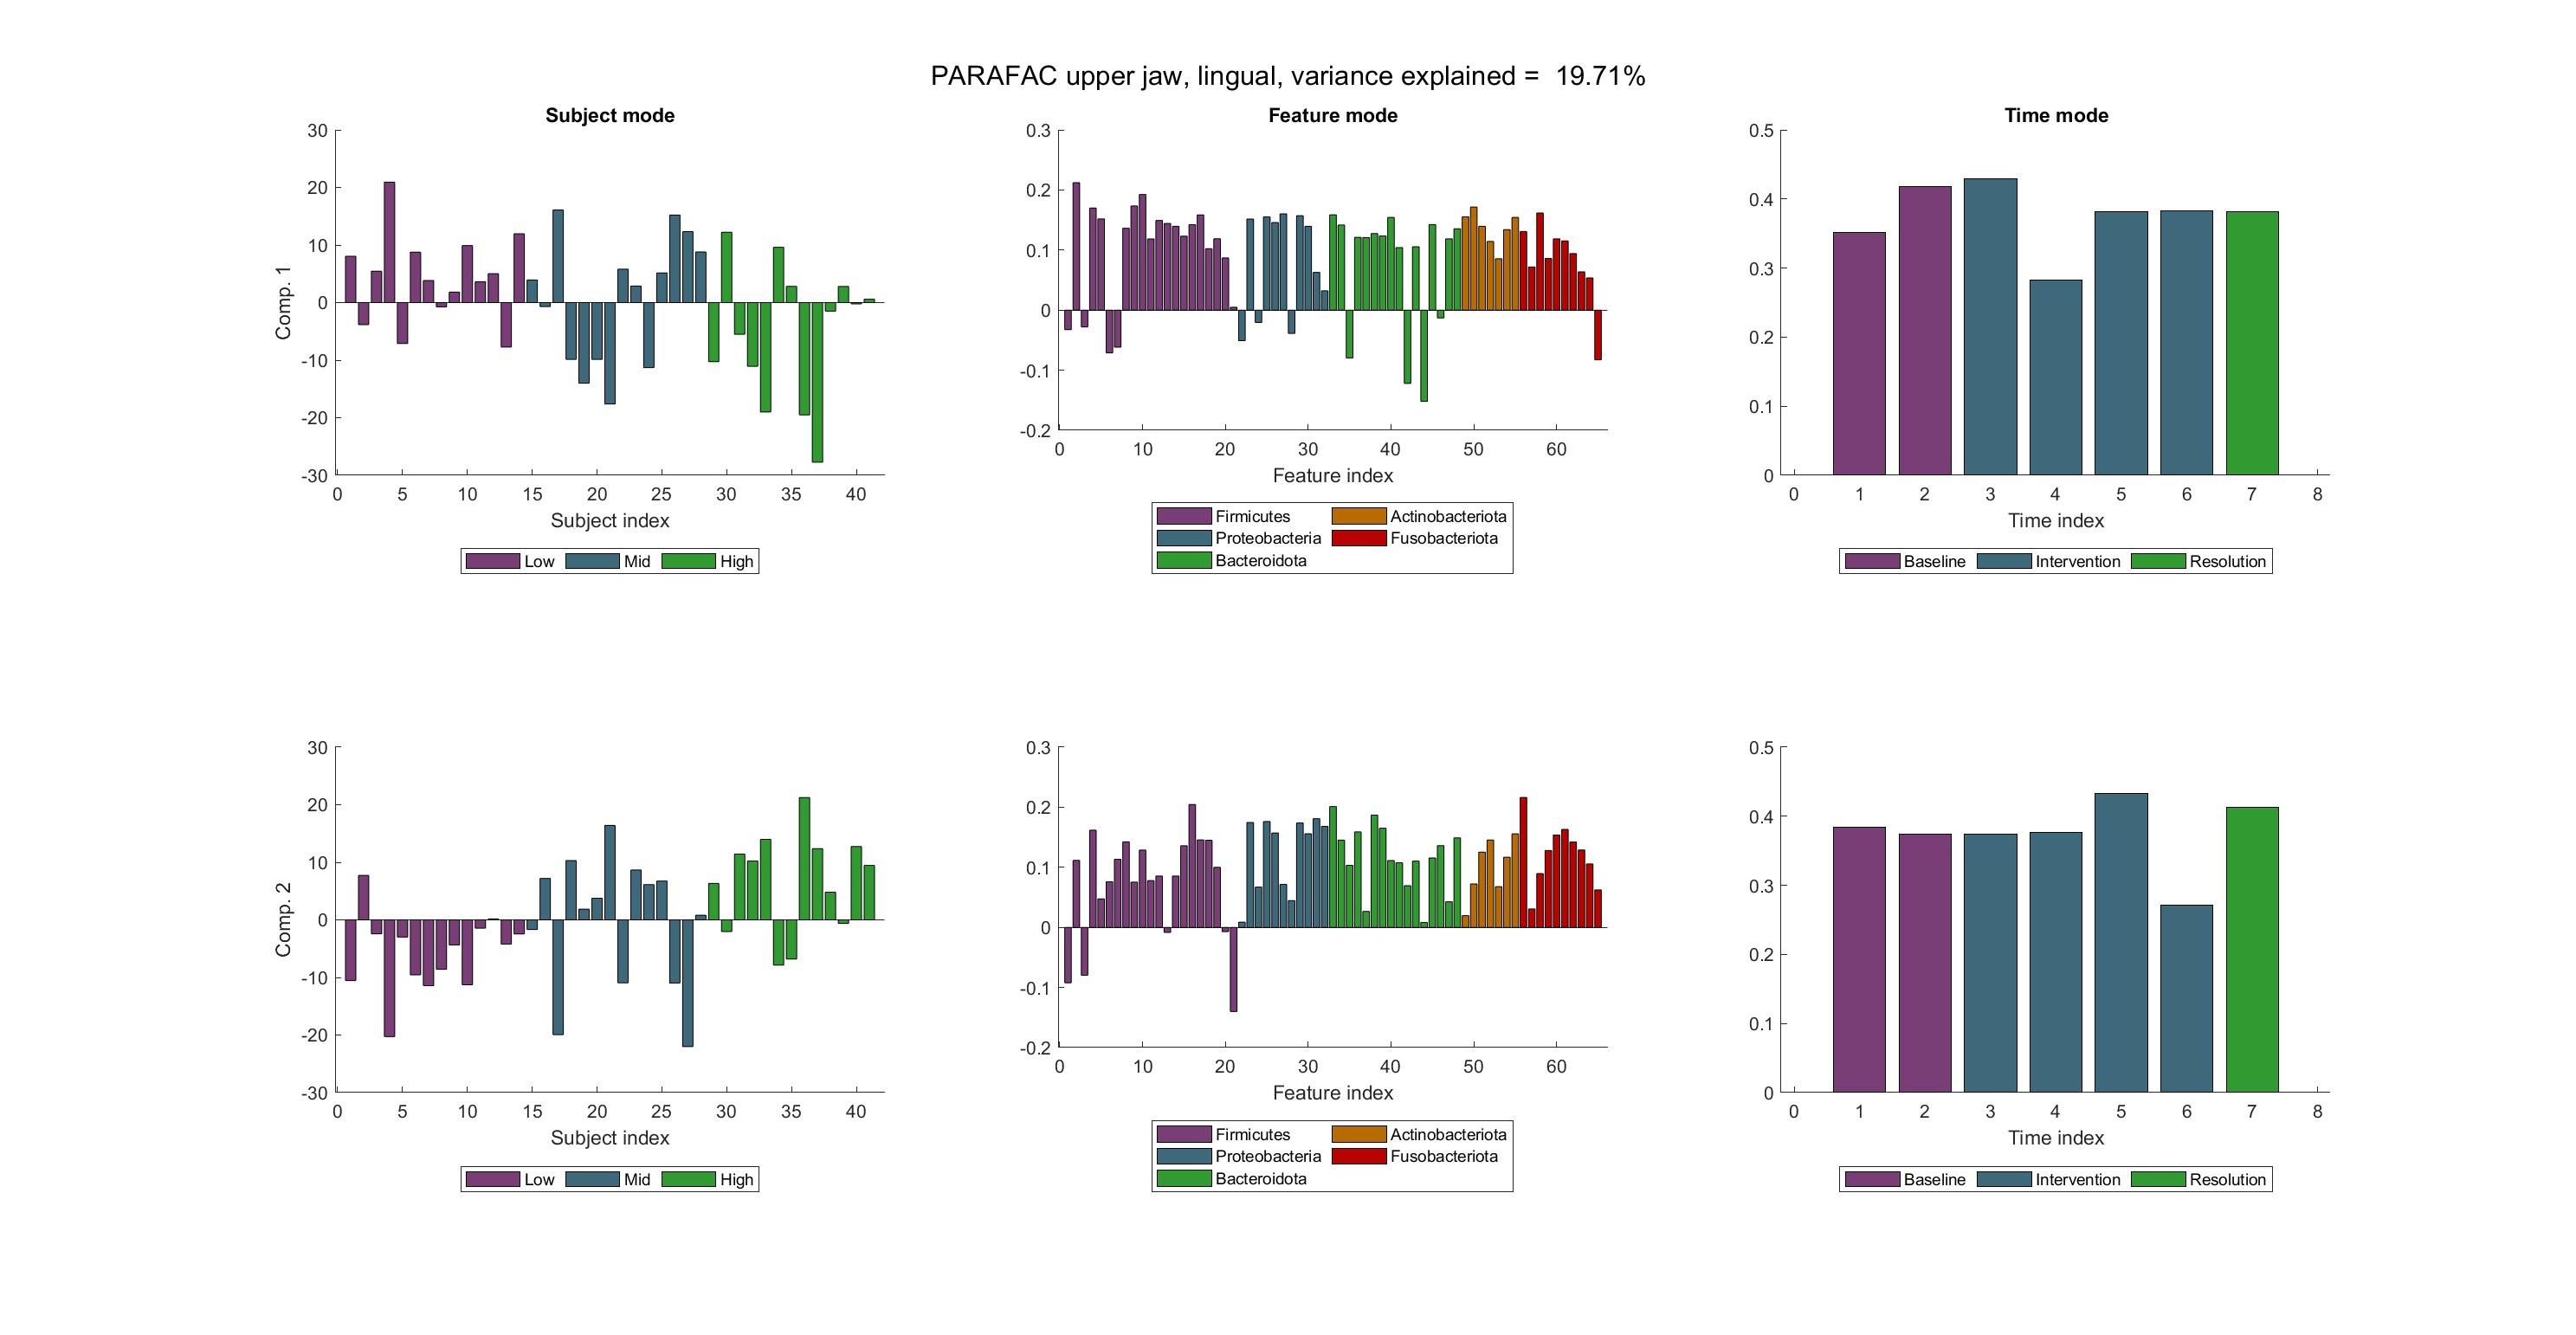 PARAFAC upper jaw, lingual, variance explained = 19.71%
Subject mode
30
20
10
0
-10
-20
-30
Comp. 1
0 5 10 15 20 25 30 35 40
Subject index
Low Mid High
Feature mode
0.3
0.2
0.1
0
-0.1
-0.2
0 10 20 30 40 50 60
Feature index
Firmicutes Actinobacteriota
Proteobacteria Fusobacteriota
Bacteroidota
Time mode
0.5
0.4
0.3
0.2
0.1
0
0 1 2 3 4 5 6 7 8
Time index
Baseline Intervention Resolution
30
20
10
0
-10
-20
-30
Comp. 2
0 5 10 15 20 25 30 35 40
Subject index
Low Mid High
0.3
0.2
0.1
0
-0.1
-0.2
0 10 20 30 40 50 60
Feature index
Firmicutes Actinobacteriota
Proteobacteria Fusobacteriota
Bacteroidota
0.5
0.4
0.3
0.2
0.1
0
0 1 2 3 4 5 6 7 8
Time index
Baseline Intervention Resolution